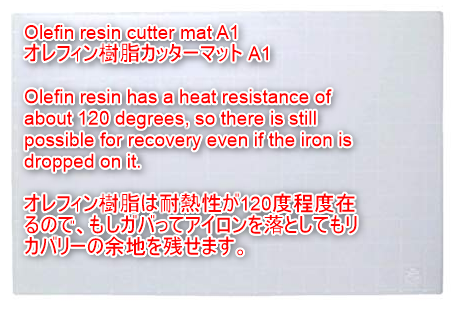 Olefin resin cutter mat A1
オレフィン樹脂カッターマット A1
Olefin resin has a heat resistance of
about 120 degrees, so there is still
possible for recovery even if the iron is
dropped on it.
オレフィン樹脂は耐熱性が120度程度在
るので、もしガバってアイロンを落としてもリ
カバリーの余地を残せます。